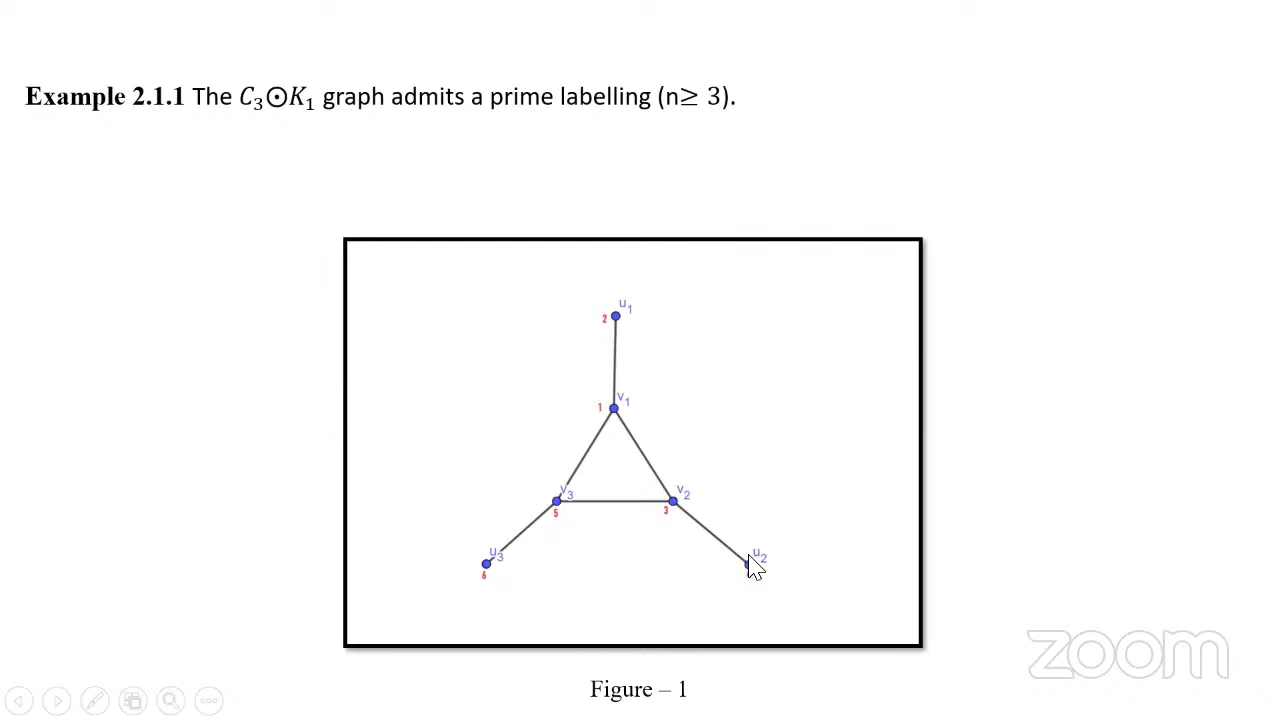 Example 2.1.1 The C₃⊙K₁ graph admits a prime labelling (n≥ 3).
u₁
2
v₁
1
v₃
v₂
5
3
u₃
u₂
6
zoom
Figure – 1